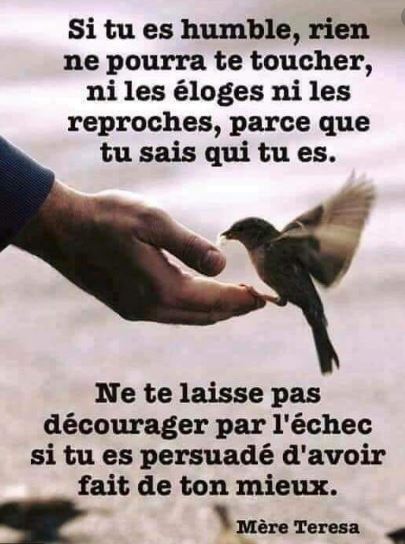 Si tu es humble, rien
ne pourra te toucher,
ni les éloges ni les
reproches, parce que
tu sais qui tu es.
Ne te laisse pas
décourager par l'échec
si tu es persuadé d'avoir
fait de ton mieux.
Mère Teresa